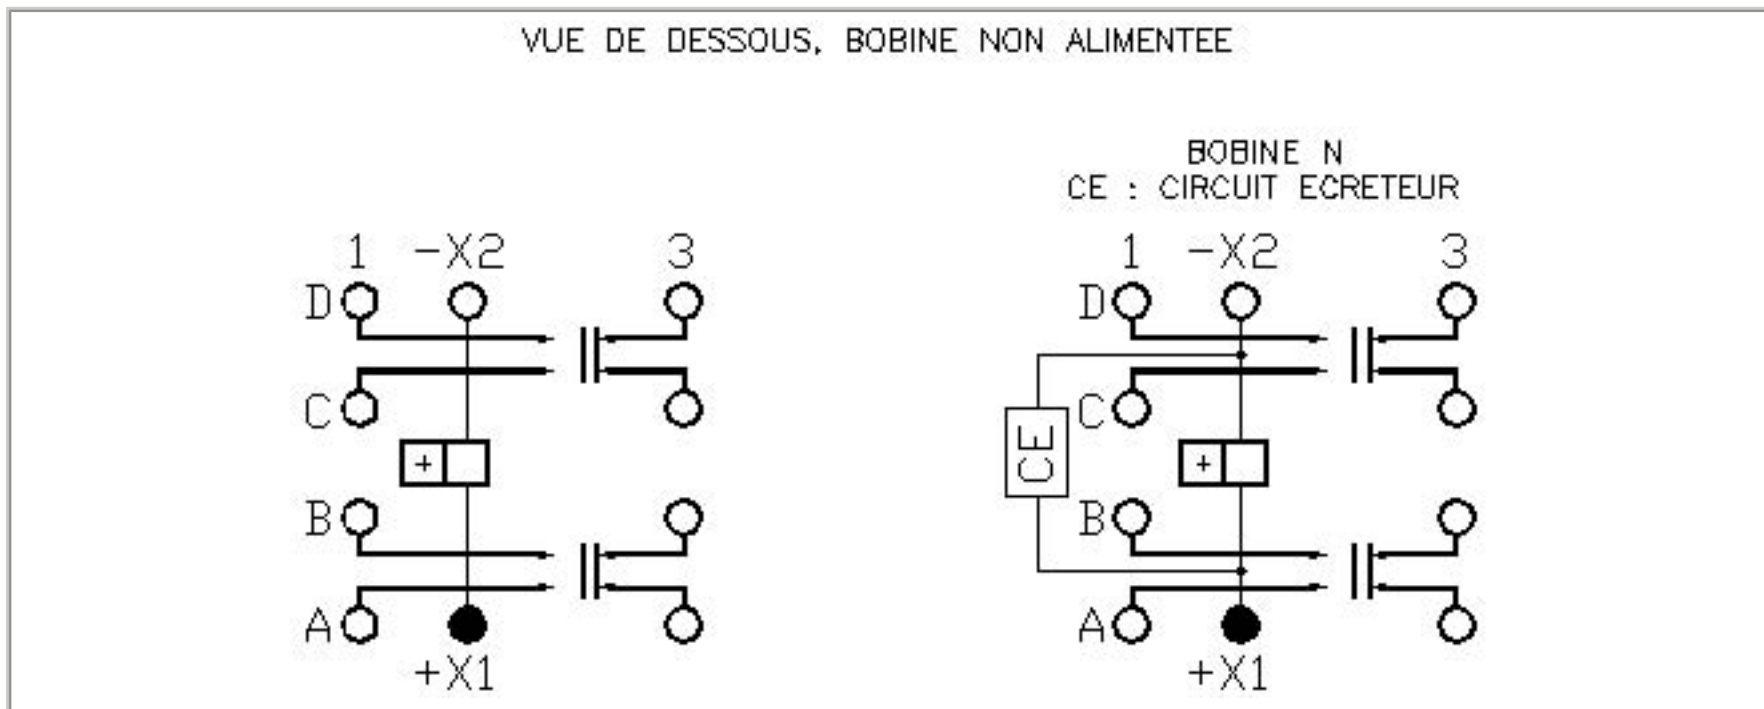 VUE DE DESSOUS, BOBINE NON ALIMENTEE
BOBINE N
CE : CIRCUIT ECRETEUR
1 -X2 3
D
C
+
B
A
+X1
1 -X2 3
D
C
CE
+
B
A
+X1